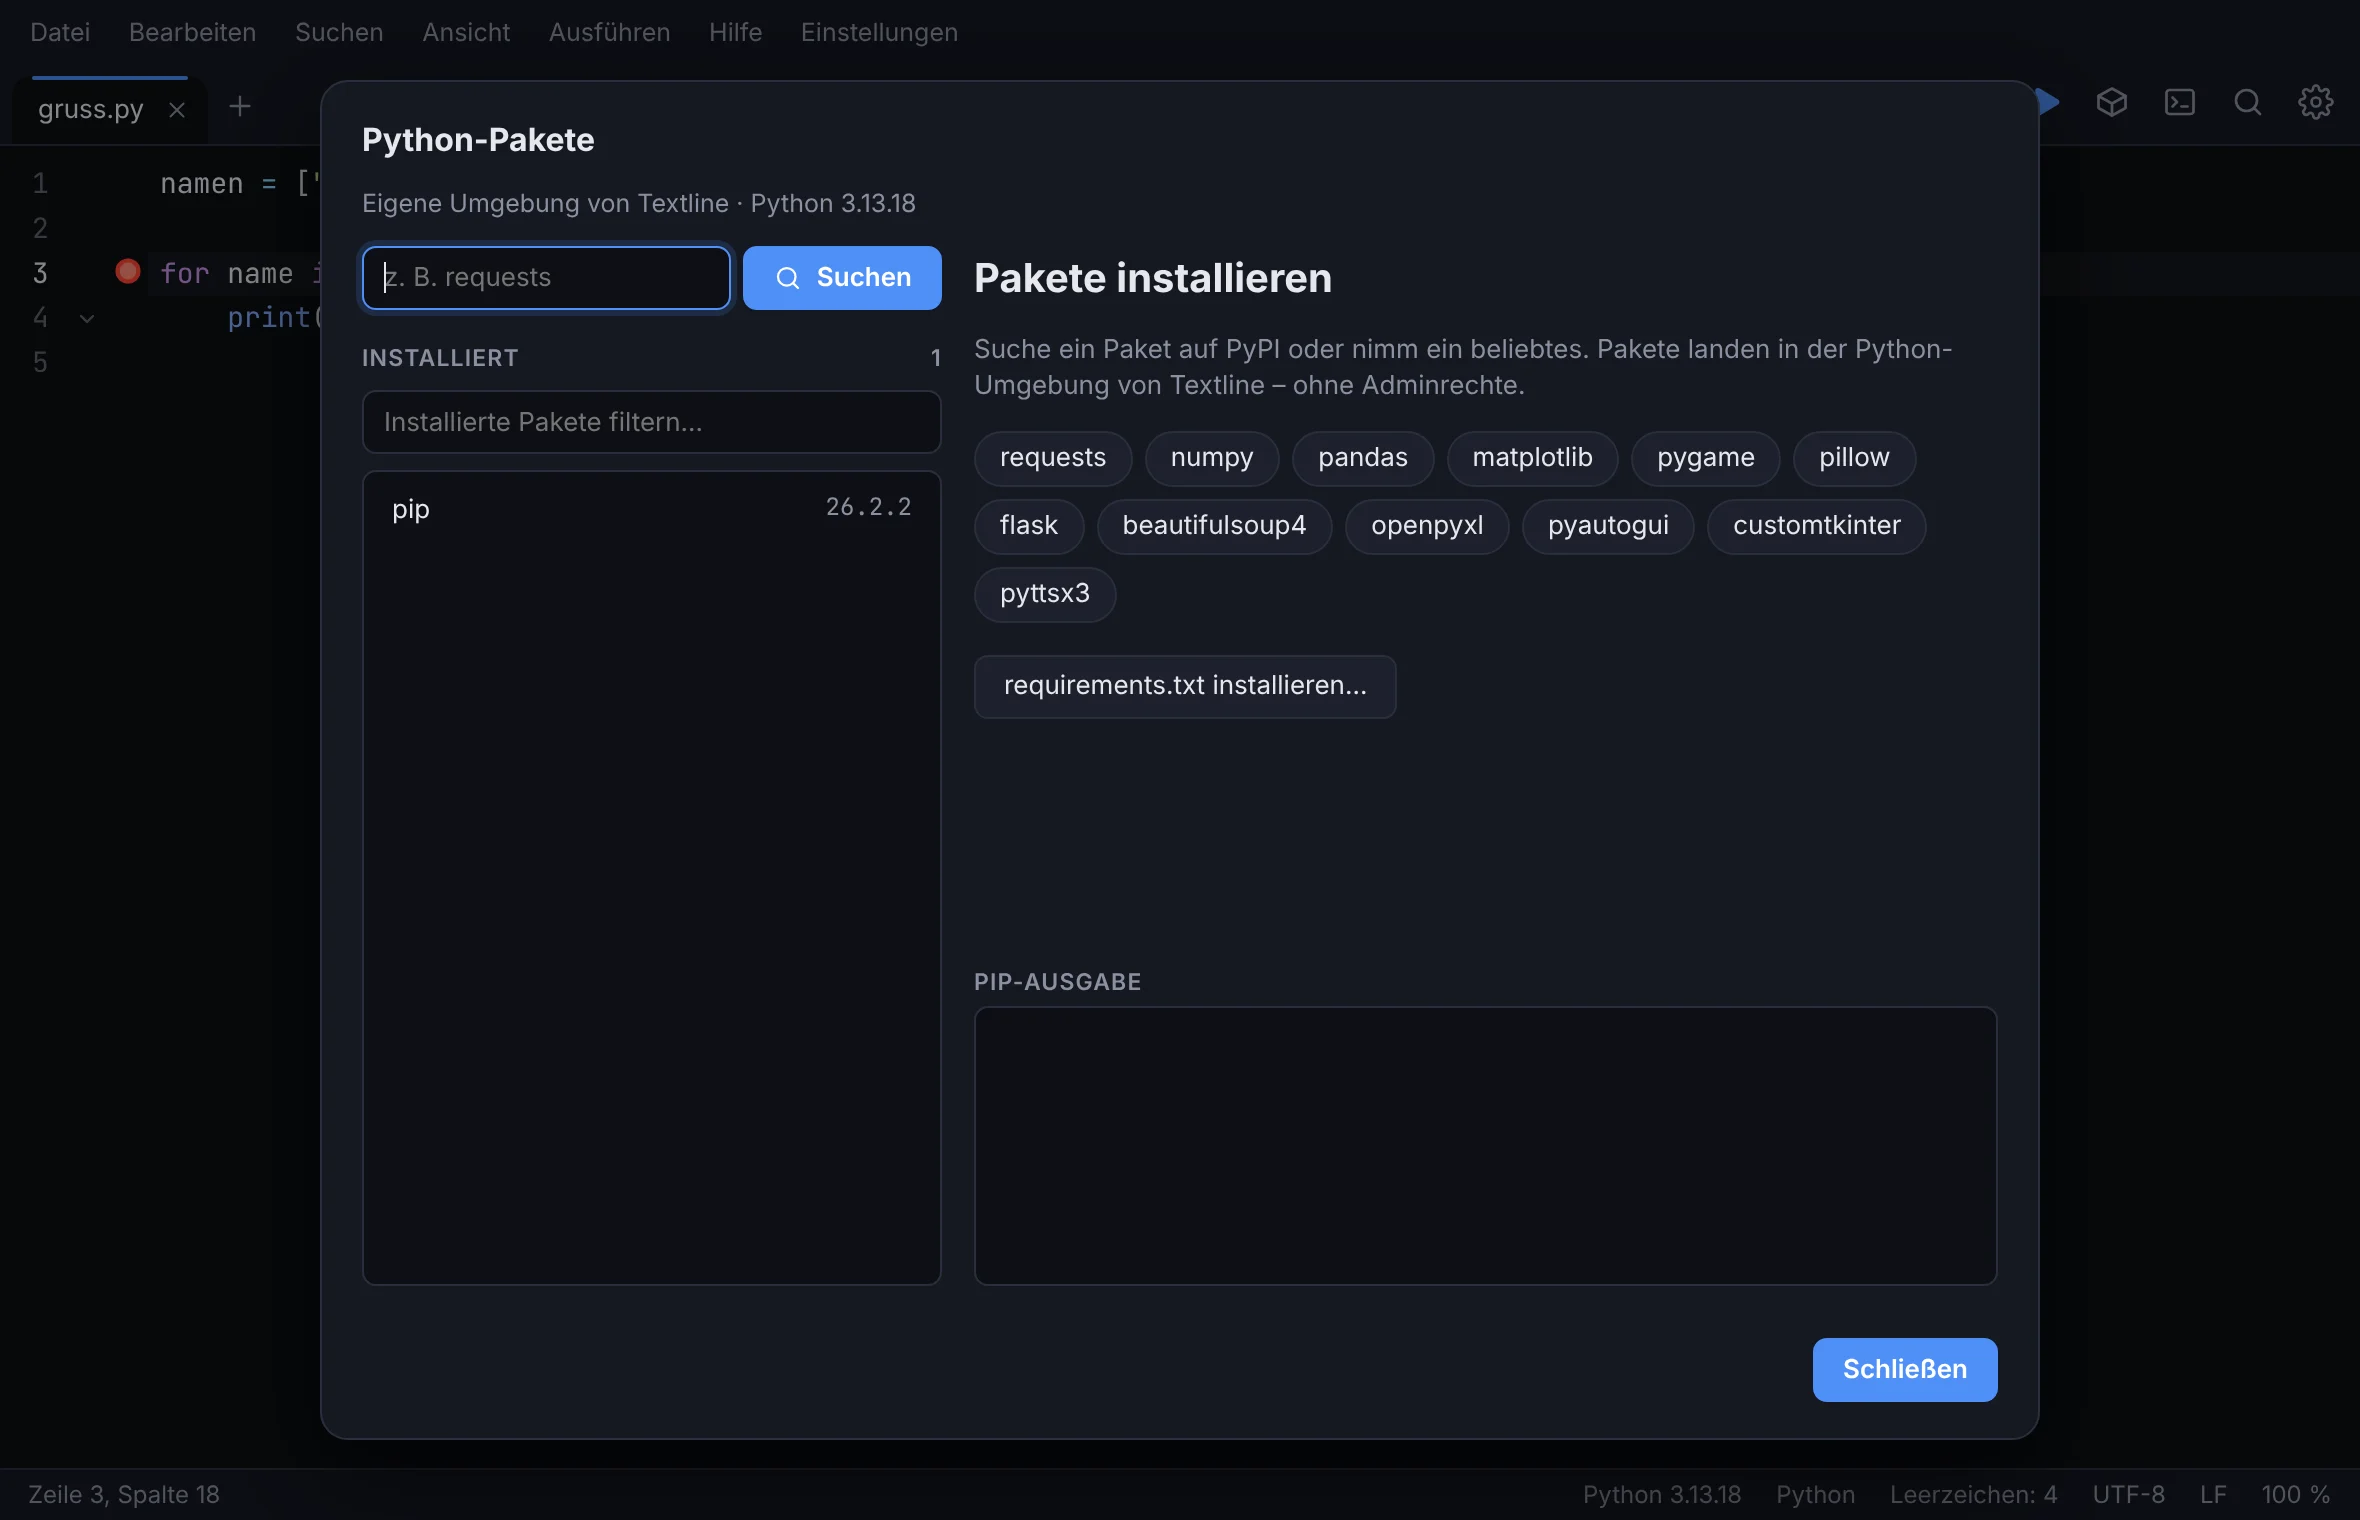 Datei Bearbeiten Suchen Ansicht Ausführen Hilfe Einstellungen
gruss.py
1 namen = ["
2
3 for name i
4 print(
5
Python-Pakete
Eigene Umgebung von Textline · Python 3.13.18
z. B. requests
Suchen
INSTALLIERT 1
Installierte Pakete filtern...
pip 26.2.2
Pakete installieren
Suche ein Paket auf PyPI oder nimm ein beliebtes. Pakete landen in der Python-
Umgebung von Textline – ohne Adminrechte.
requests numpy pandas matplotlib pygame pillow
flask beautifulsoup4 openpyxl pyautogui customtkinter
pyttsx3
requirements.txt installieren...
PIP-AUSGABE
Schließen
Zeile 3, Spalte 18 Python 3.13.18 Python Leerzeichen: 4 UTF-8 LF 100 %